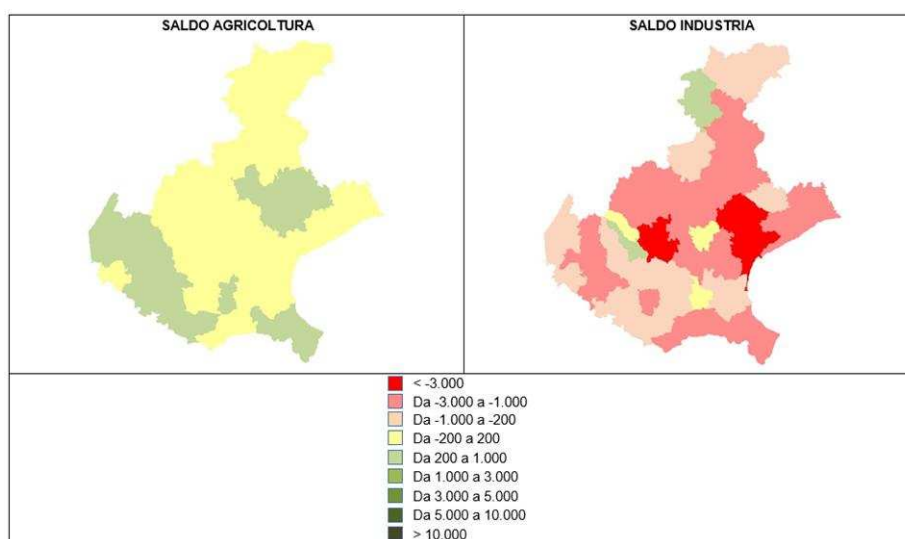 SALDO AGRICOLTURA
SALDO INDUSTRIA
< -3.000
Da -3.000 a -1.000
Da -1.000 a -200
Da -200 a 200
Da 200 a 1.000
Da 1.000 a 3.000
Da 3.000 a 5.000
Da 5.000 a 10.000
> 10.000